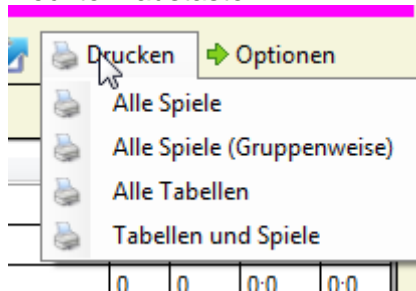 Drucken Optionen
Alle Spiele
Alle Spiele (Gruppenweise)
Alle Tabellen
Tabellen und Spiele
0 0 0:0 0:0